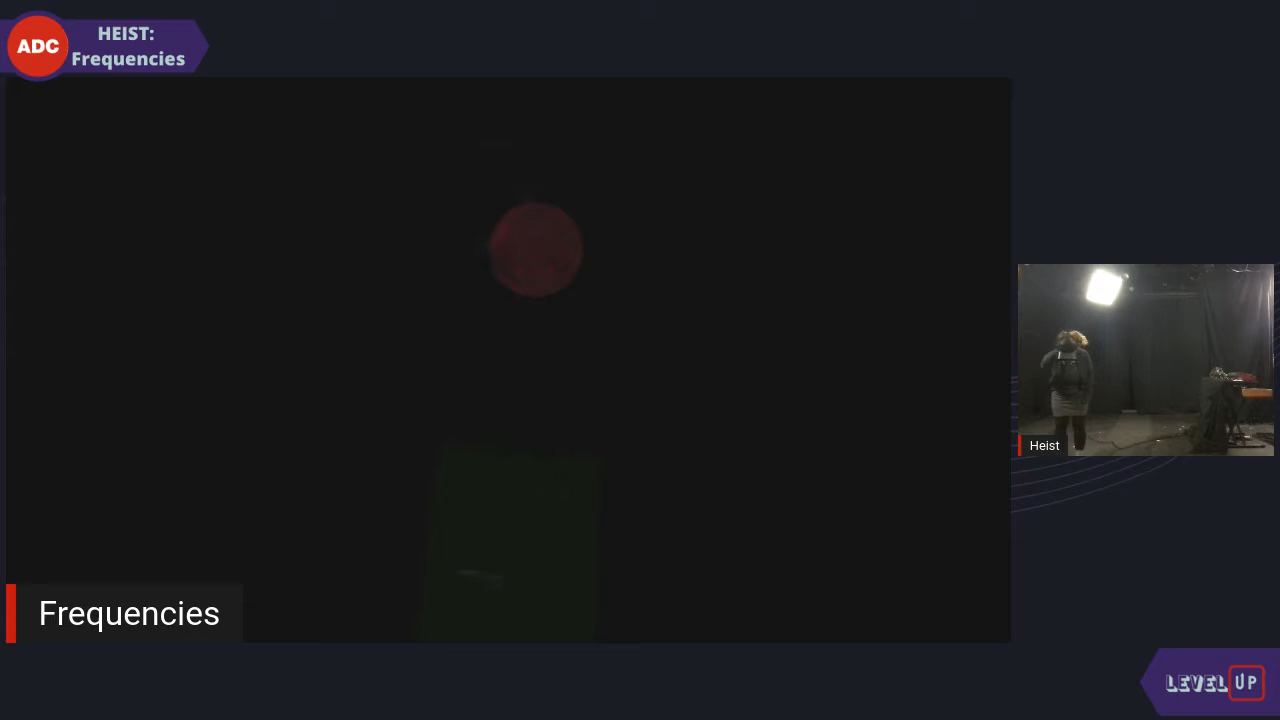 ADC
HEIST:
Frequencies
Frequencies
Heist
LEVEL UP